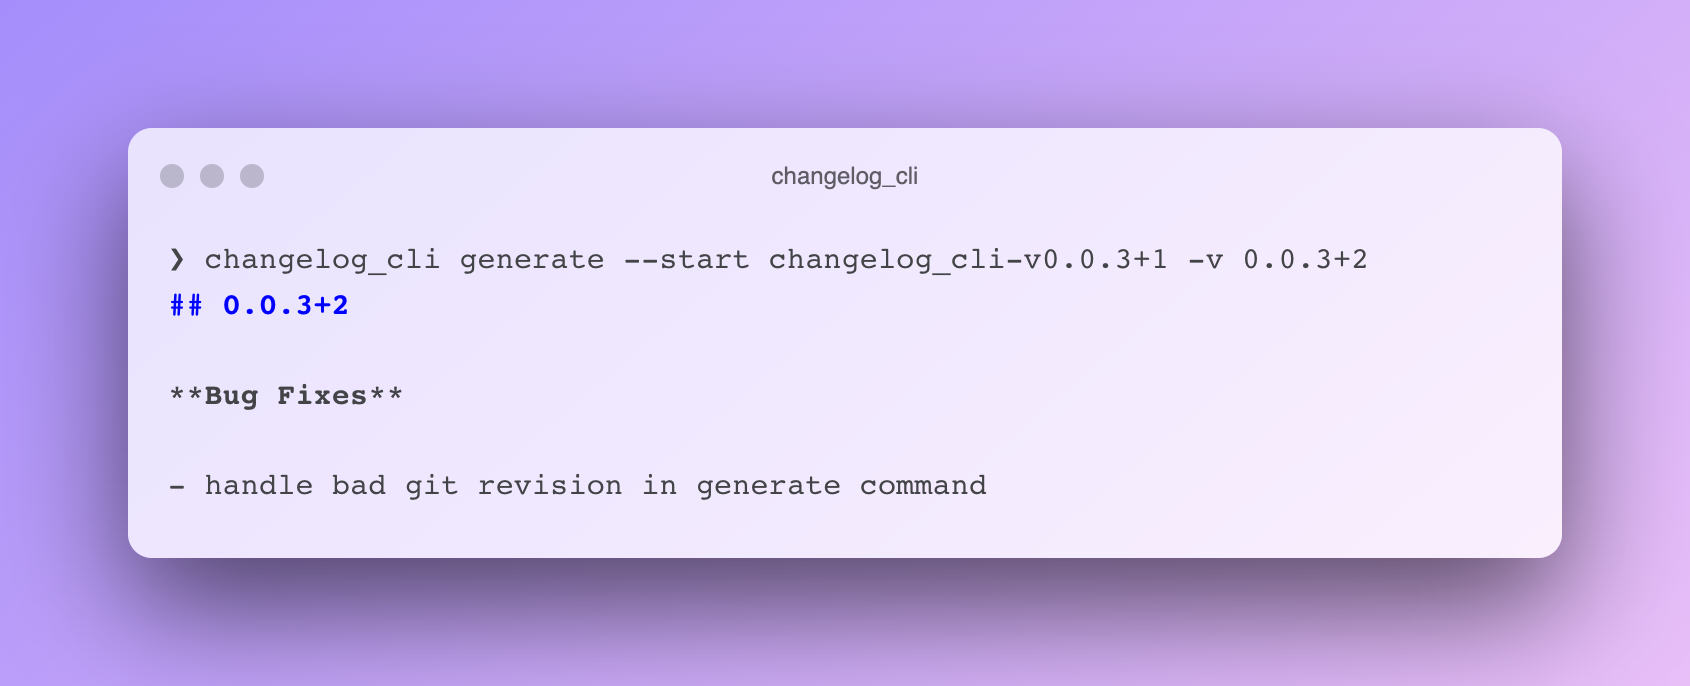 changelog_cli
❯ changelog_cli generate --start changelog_cli-v0.0.3+1 -v 0.0.3+2
## 0.0.3+2
**Bug Fixes**
- handle bad git revision in generate command